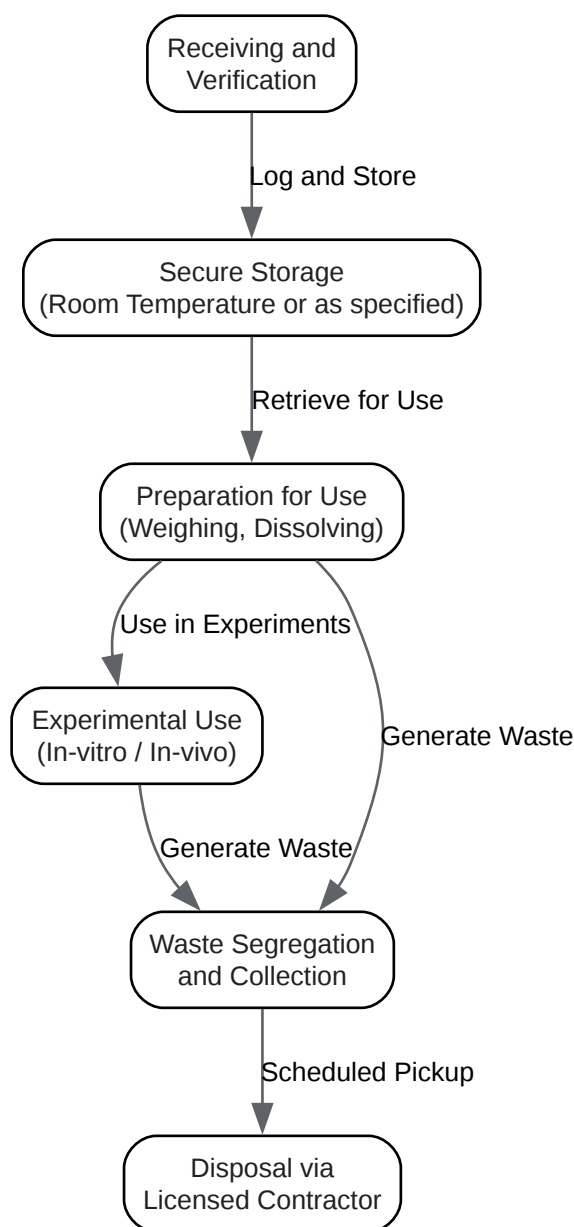 Receiving and
Verification
Log and Store
Secure Storage
(Room Temperature or as specified)
Retrieve for Use
Preparation for Use
(Weighing, Dissolving)
Use in Experiments
Experimental Use
(In-vitro / In-vivo)
Generate Waste
Generate Waste
Waste Segregation
and Collection
Scheduled Pickup
Disposal via
Licensed Contractor